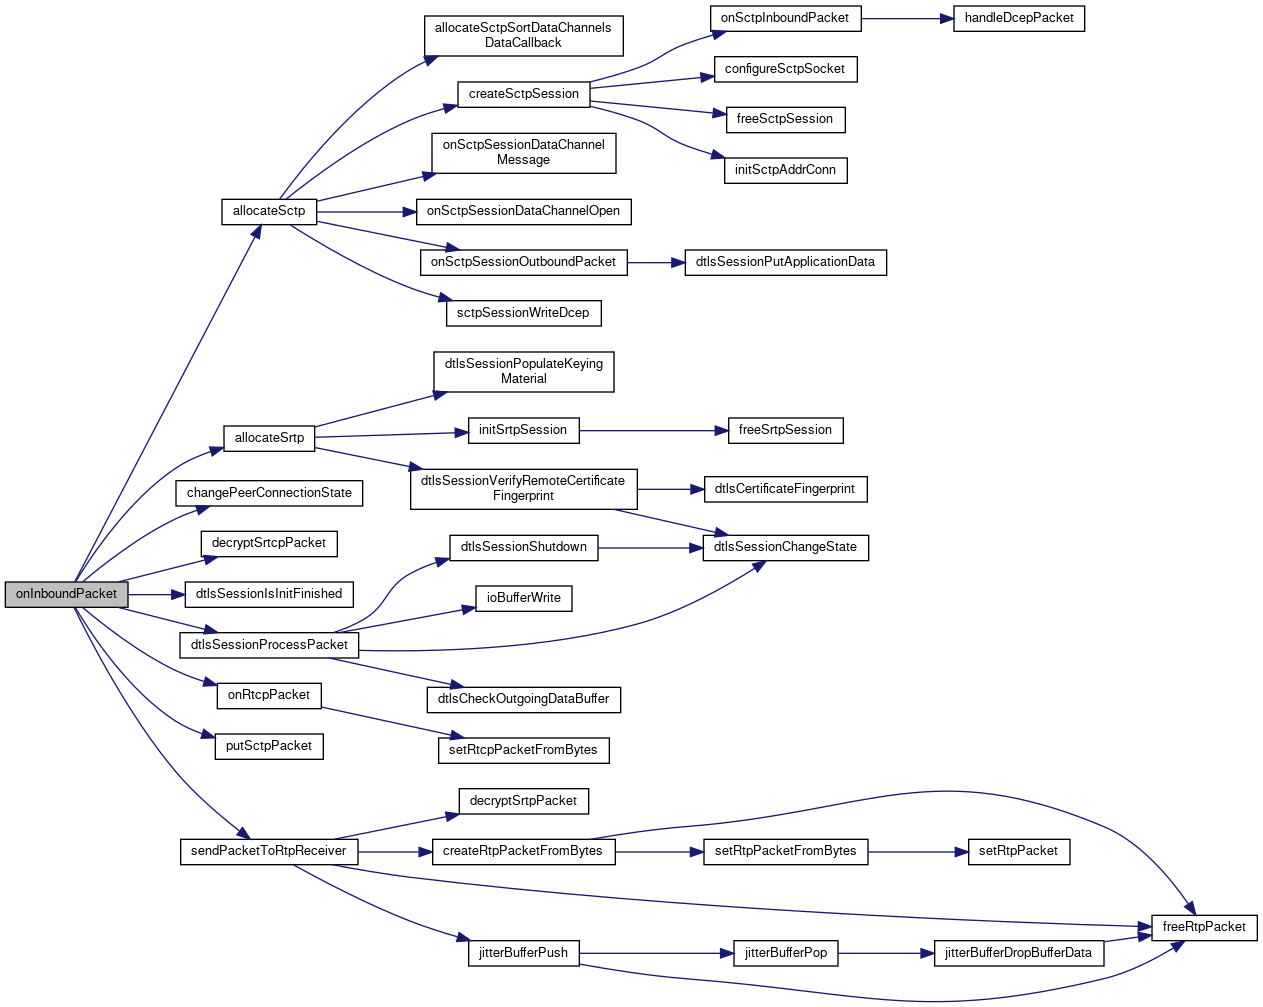 allocateSctpSortDataChannels
DataCallback
onSctpInboundPacket
handleDcepPacket
createSctpSession
configureSctpSocket
freeSctpSession
onSctpSessionDataChannel
Message
initSctpAddrConn
allocateSctp
onSctpSessionDataChannelOpen
onSctpSessionOutboundPacket
dtlsSessionPutApplicationData
sctpSessionWriteDcep
dtlsSessionPopulateKeying
Material
allocateSrtp
initSrtpSession
freeSrtpSession
changePeerConnectionState
dtlsSessionVerifyRemoteCertificate
Fingerprint
dtlsCertificateFingerprint
decryptSrtcpPacket
dtlsSessionShutdown
dtlsSessionChangeState
onInboundPacket
dtlsSessionIsInitFinished
ioBufferWrite
dtlsSessionProcessPacket
onRtcpPacket
dtlsCheckOutgoingDataBuffer
putSctpPacket
setRtcpPacketFromBytes
decryptSrtpPacket
sendPacketToRtpReceiver
createRtpPacketFromBytes
setRtpPacketFromBytes
setRtpPacket
freeRtpPacket
jitterBufferPush
jitterBufferPop
jitterBufferDropBufferData